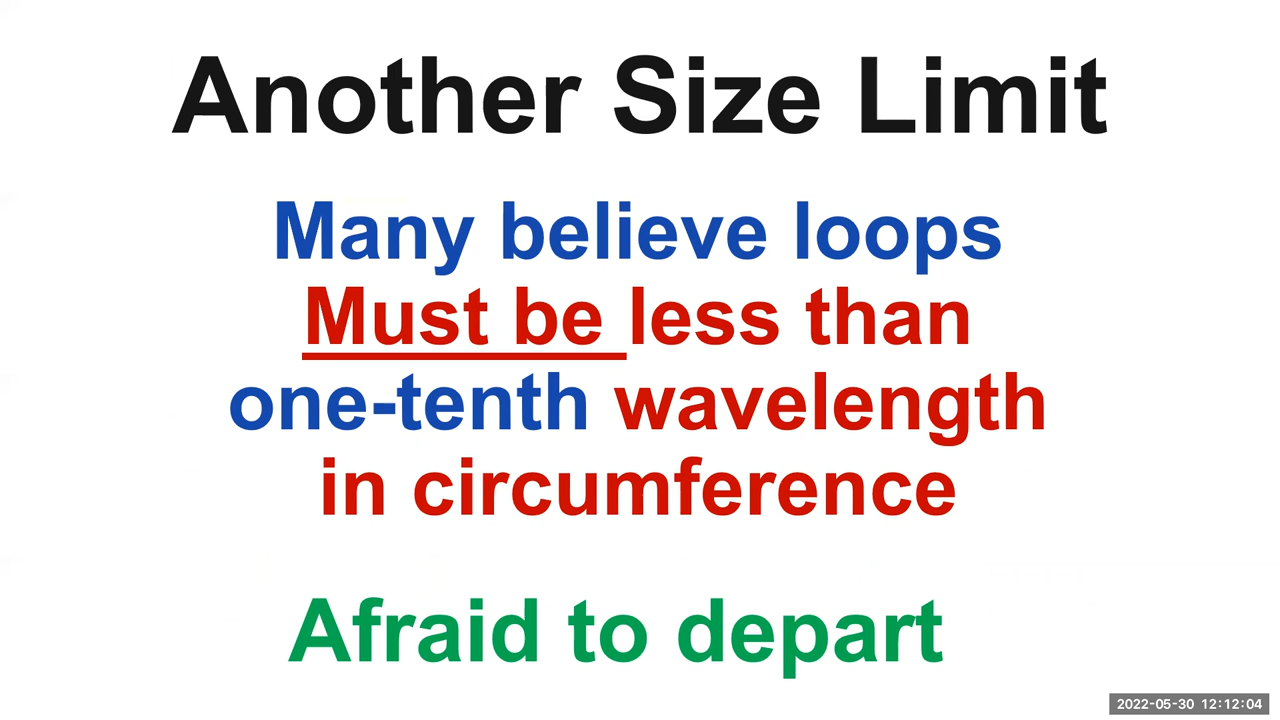 Another Size Limit
Many believe loops
Must be less than
one-tenth wavelength
in circumference
Afraid to depart
2022-05-30 12:12:04